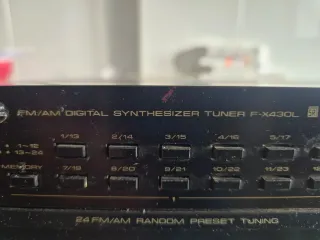 FM/AM DIGITAL SYNTHESIZER TUNER F-X430L
1/13 2/14 3/15 4/16 5/17
• 1~12
• 13~24
MEMORY 7/19 8/20 9/21 10/22 11/23
24 FM/AM RANDOM PRESET TUNING